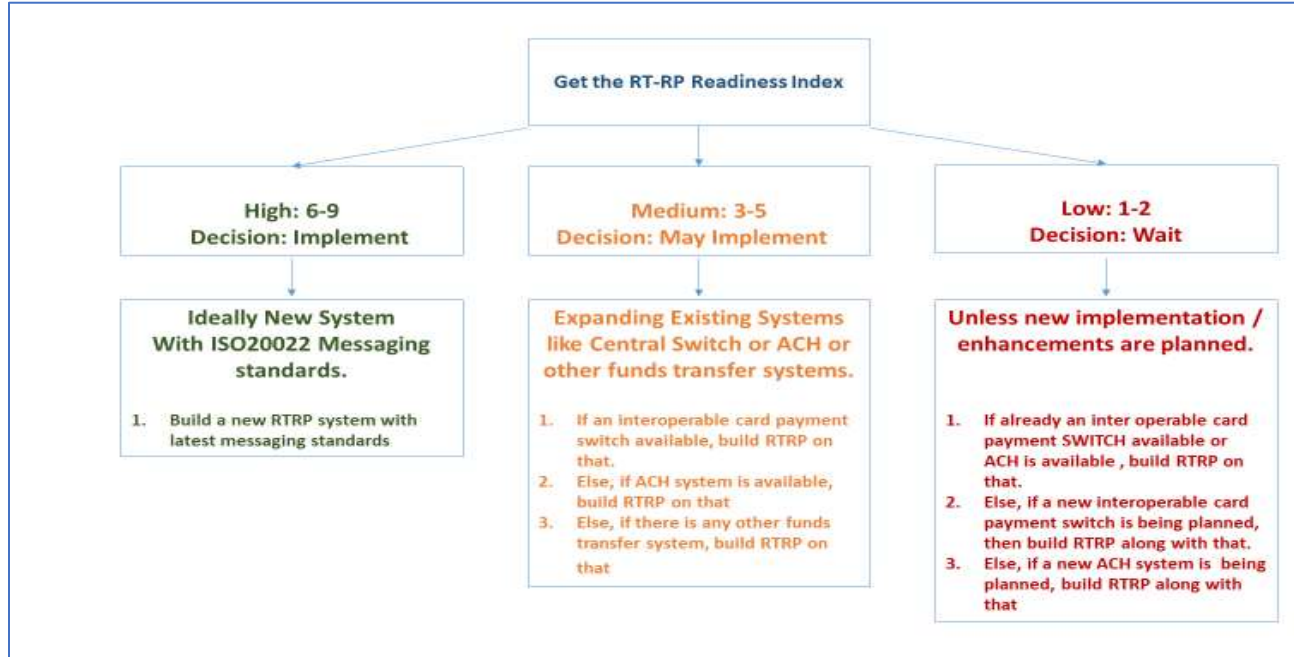 Get the RT-RP Readiness Index
High: 6-9
Decision: Implement
Medium: 3-5
Decision: May Implement
Low: 1-2
Decision: Wait
Ideally New System
With ISO20022 Messaging
standards.
1. Build a new RTRP system with
latest messaging standards
Expanding Existing Systems
like Central Switch or ACH or
other funds transfer systems.
1. If an interoperable card payment
switch available, build RTRP on
that.
2. Else, if ACH system is available,
build RTRP on that
3. Else, if there is any other funds
transfer system, build RTRP on
that
Unless new implementation /
enhancements are planned.
1. If already an inter operable card
payment SWITCH available or
ACH is available , build RTRP on
that.
2. Else, if a new interoperable card
payment switch is being planned,
then build RTRP along with that.
3. Else, if a new ACH system is being
planned, build RTRP along with
that